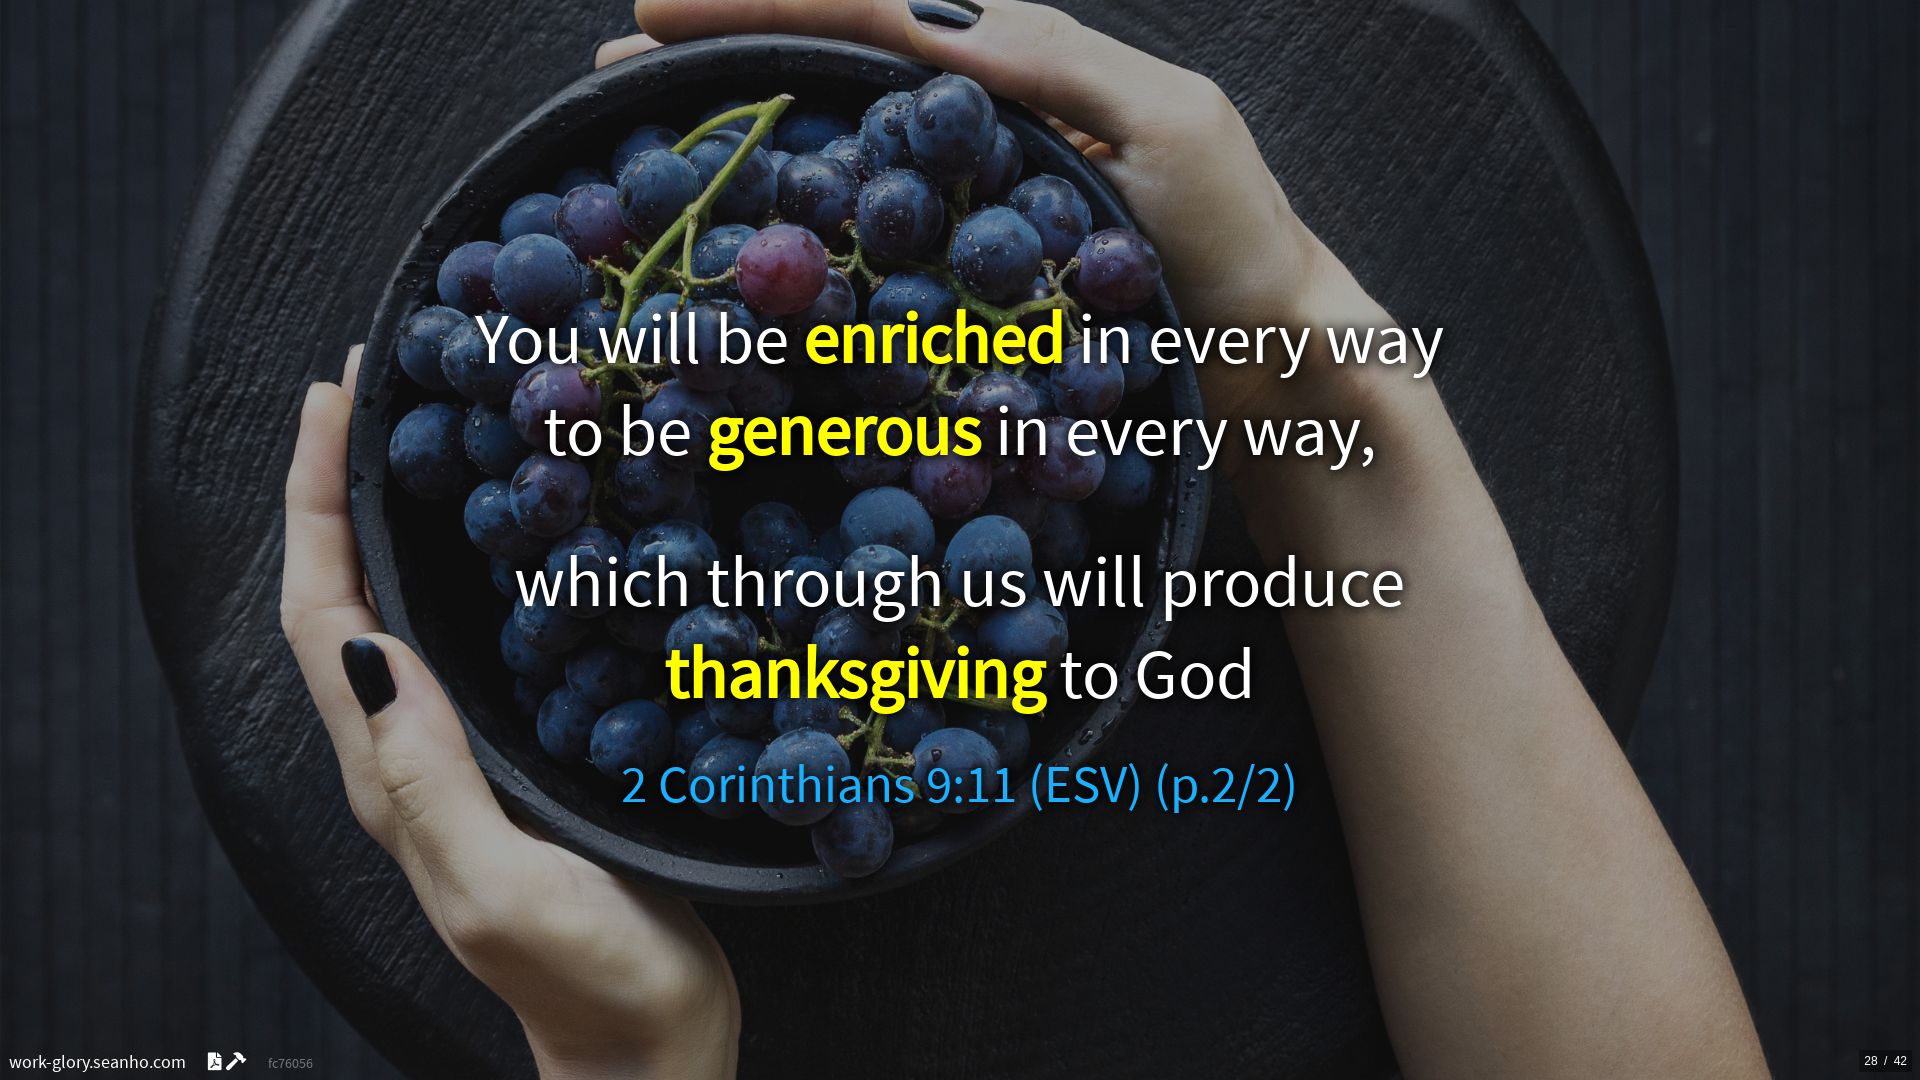 You will be enriched in every way
to be generous in every way,
which through us will produce
thanksgiving to God
2 Corinthians 9:11 (ESV) (p.2/2)
work-glory.seanho.com fc76056
28 / 42